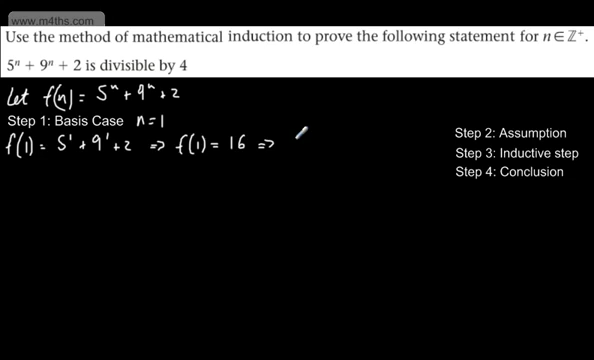 www.m4ths.com
Use the method of mathematical induction to prove the following statement for n ∈ ℤ⁺.
5ⁿ + 9ⁿ + 2 is divisible by 4
Let f(n) = 5ⁿ + 9ⁿ + 2
Step 1: Basis Case n = 1
f(1) = 5¹ + 9¹ + 2 ⇒ f(1) = 16 ⇒
Step 2: Assumption
Step 3: Inductive step
Step 4: Conclusion